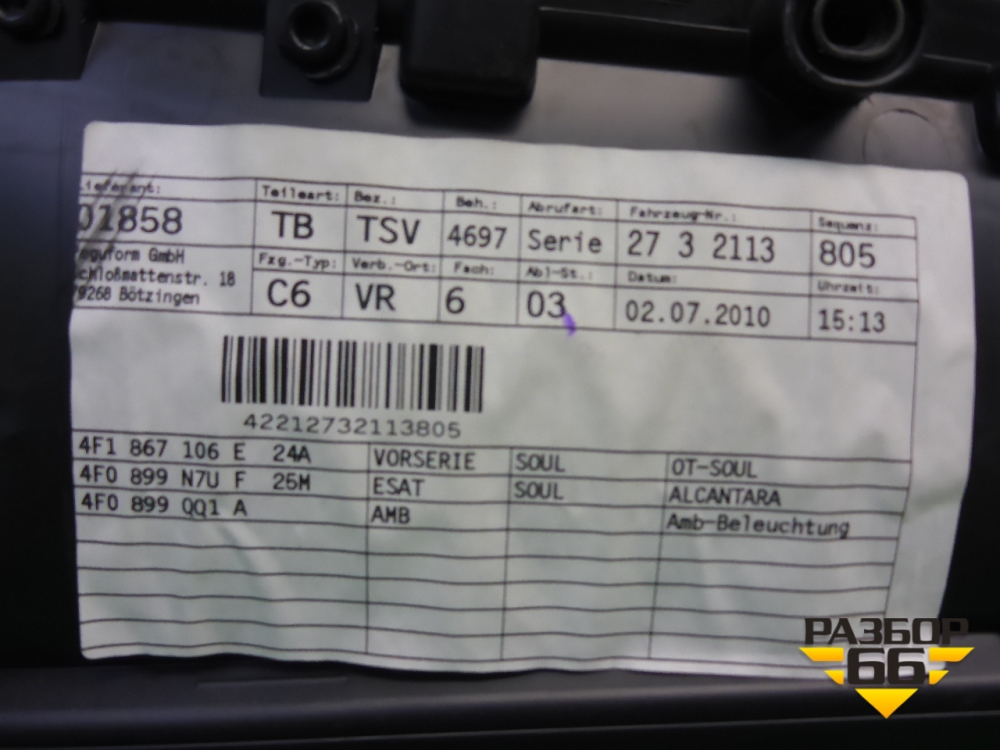 Teileart: Bez.: Beh.: Abrufart: Fahrzeug-Nr.: Sequenz:
01858 TB TSV 4697 Serie 27 3 2113 805
GmbH
Fzg.-Typ: Verb.-Ort: Fach: Abl-St.: Datum: Uhrzeit:
18
Bötzingen C6 VR 6 03 02.07.2010 15:13
42212732113805
4F1 867 106 E 24A VORSERIE SOUL OT-SOUL
4F0 899 N7U F 25M ESAT SOUL ALCANTARA
4F0 899 QQ1 A AMB Amb-Beleuchtung
РАЗБОР
66